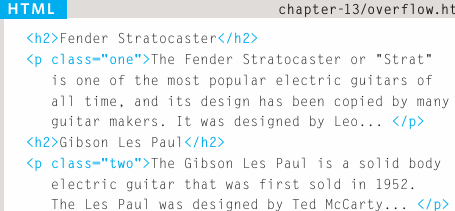 HTML chapter-13/overflow.ht
<h2>Fender Stratocaster</h2>
<p class="one">The Fender Stratocaster or "Strat"
is one of the most popular electric guitars of
all time, and its design has been copied by many
guitar makers. It was designed by Leo... </p>
<h2>Gibson Les Paul</h2>
<p class="two">The Gibson Les Paul is a solid body
electric guitar that was first sold in 1952.
The Les Paul was designed by Ted McCarty... </p>